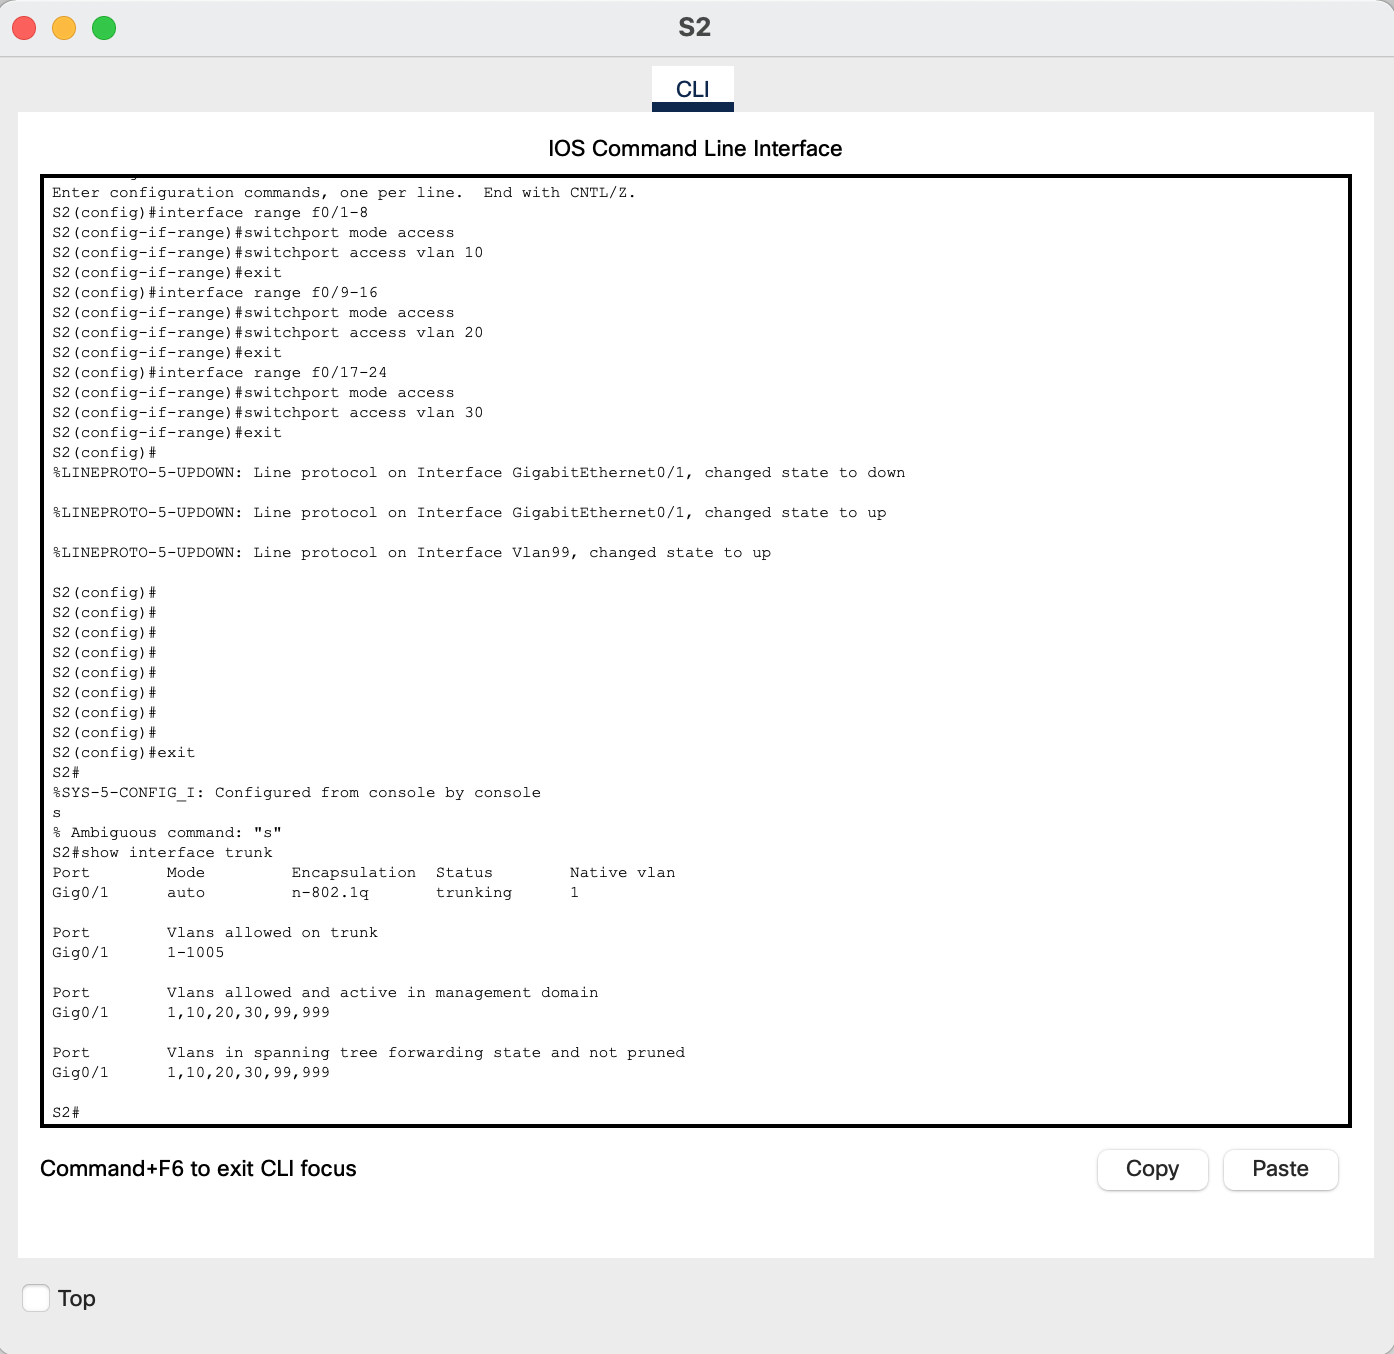 S2
CLI
IOS Command Line Interface
Enter configuration commands, one per line.  End with CNTL/Z.
S2(config)#interface range f0/1-8
S2(config-if-range)#switchport mode access
S2(config-if-range)#switchport access vlan 10
S2(config-if-range)#exit
S2(config)#interface range f0/9-16
S2(config-if-range)#switchport mode access
S2(config-if-range)#switchport access vlan 20
S2(config-if-range)#exit
S2(config)#interface range f0/17-24
S2(config-if-range)#switchport mode access
S2(config-if-range)#switchport access vlan 30
S2(config-if-range)#exit
S2(config)#
%LINEPROTO-5-UPDOWN: Line protocol on Interface GigabitEthernet0/1, changed state to down
%LINEPROTO-5-UPDOWN: Line protocol on Interface GigabitEthernet0/1, changed state to up
%LINEPROTO-5-UPDOWN: Line protocol on Interface Vlan99, changed state to up
S2(config)#
S2(config)#
S2(config)#
S2(config)#
S2(config)#
S2(config)#
S2(config)#
S2(config)#
S2(config)#exit
S2#
%SYS-5-CONFIG_I: Configured from console by console
s
% Ambiguous command: "s"
S2#show interface trunk
Port        Mode         Encapsulation  Status        Native vlan
Gig0/1      auto         n-802.1q       trunking      1
Port        Vlans allowed on trunk
Gig0/1      1-1005
Port        Vlans allowed and active in management domain
Gig0/1      1,10,20,30,99,999
Port        Vlans in spanning tree forwarding state and not pruned
Gig0/1      1,10,20,30,99,999
S2#
Command+F6 to exit CLI focus
Copy
Paste
Top